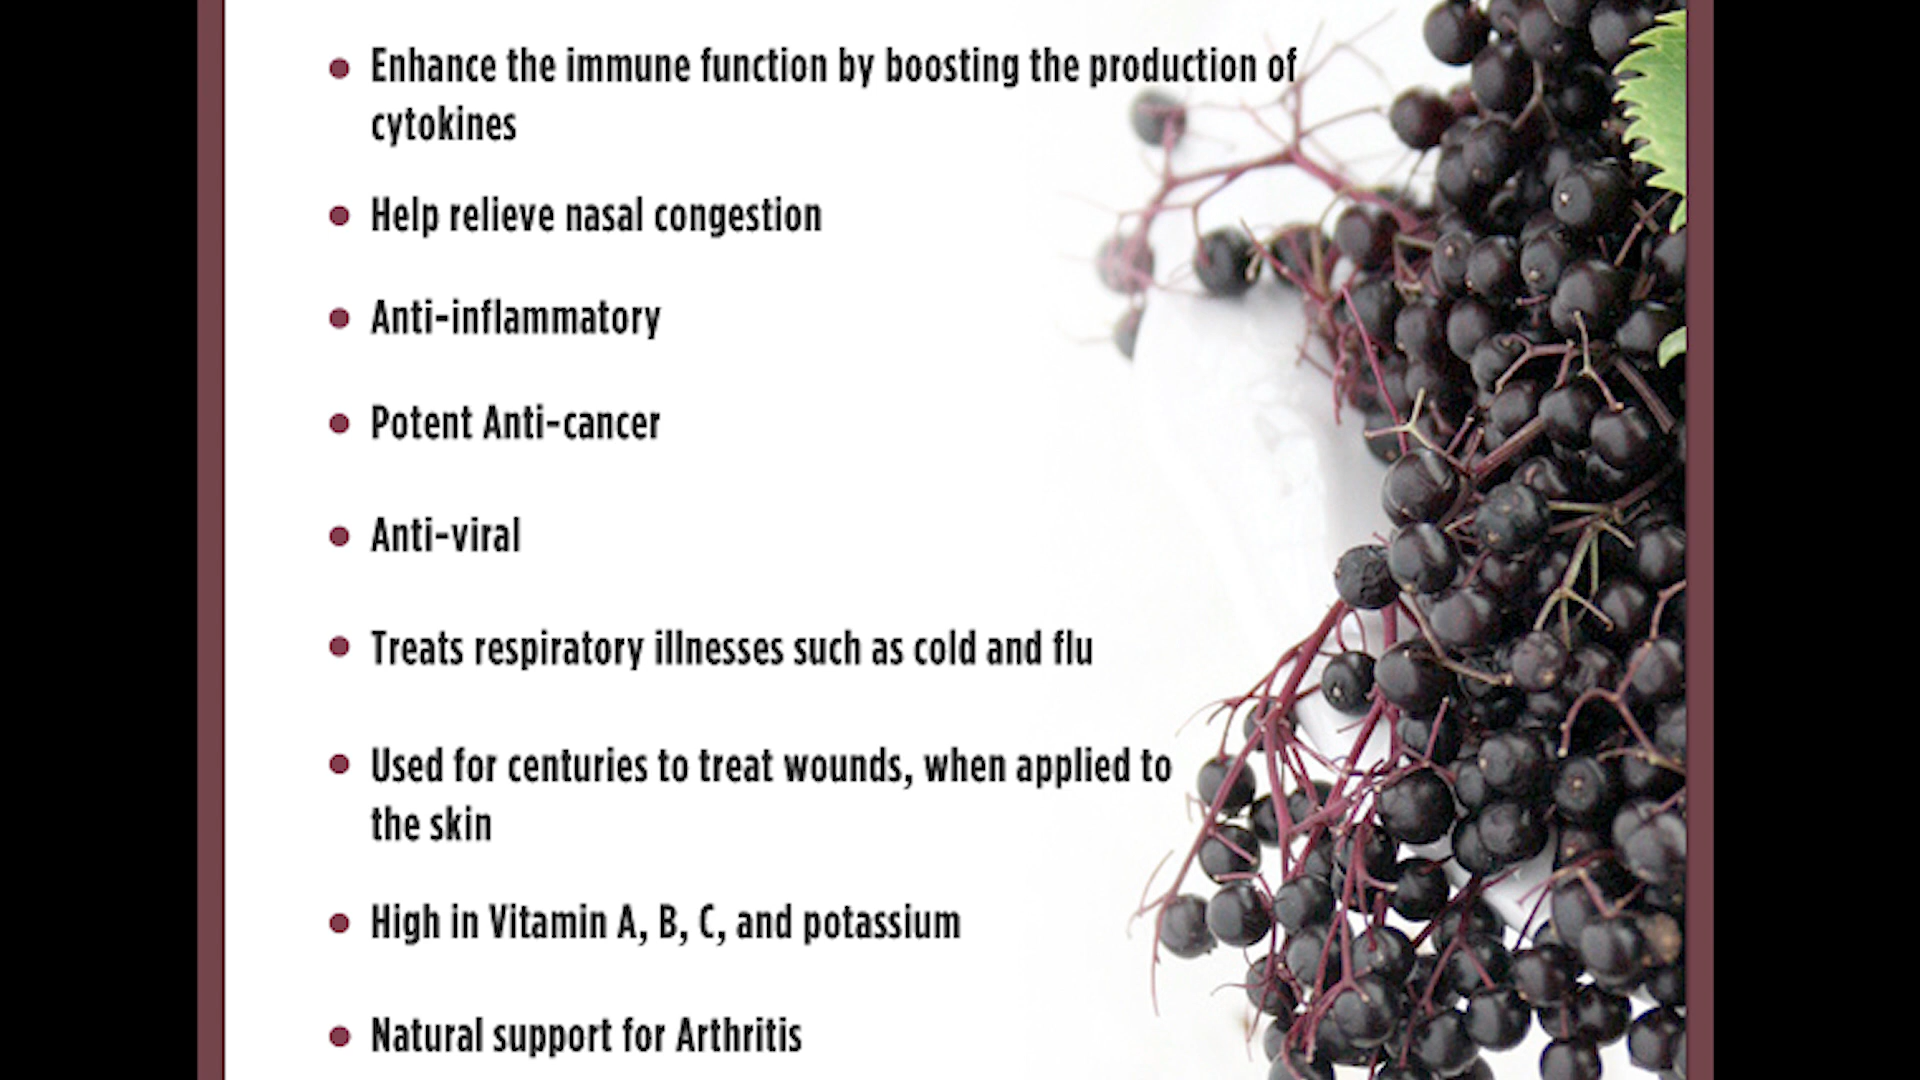 Enhance the immune function by boosting the production of
cytokines
Help relieve nasal congestion
Anti-inflammatory
Potent Anti-cancer
Anti-viral
Treats respiratory illnesses such as cold and flu
Used for centuries to treat wounds, when applied to
the skin
High in Vitamin A, B, C, and potassium
Natural support for Arthritis